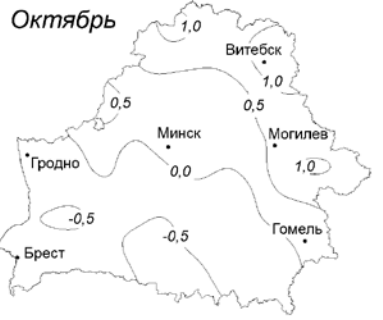 Октябрь
1,0
Витебск
1,0
0,5
0,5
Минск
Могилев
Гродно
0,0
1,0
-0,5
-0,5
Гомель
Брест